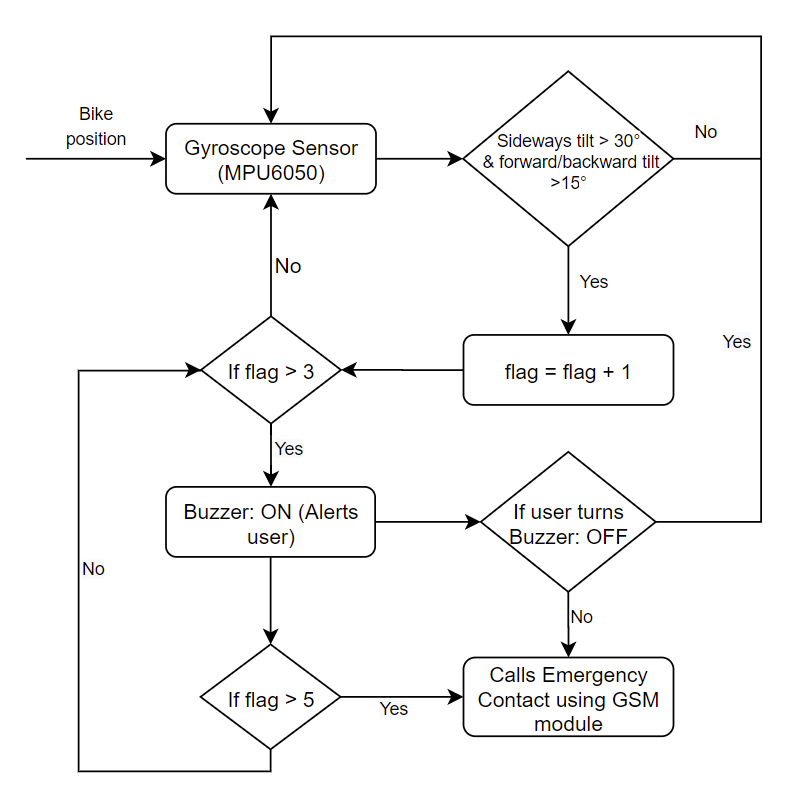 Bike
position
Gyroscope Sensor
(MPU6050)
Sideways tilt > 30°
& forward/backward tilt
>15°
No
Yes
No
Yes
If flag > 3
flag = flag + 1
Yes
Buzzer: ON (Alerts
user)
If user turns
Buzzer: OFF
No
No
If flag > 5
Yes
Calls Emergency
Contact using GSM
module